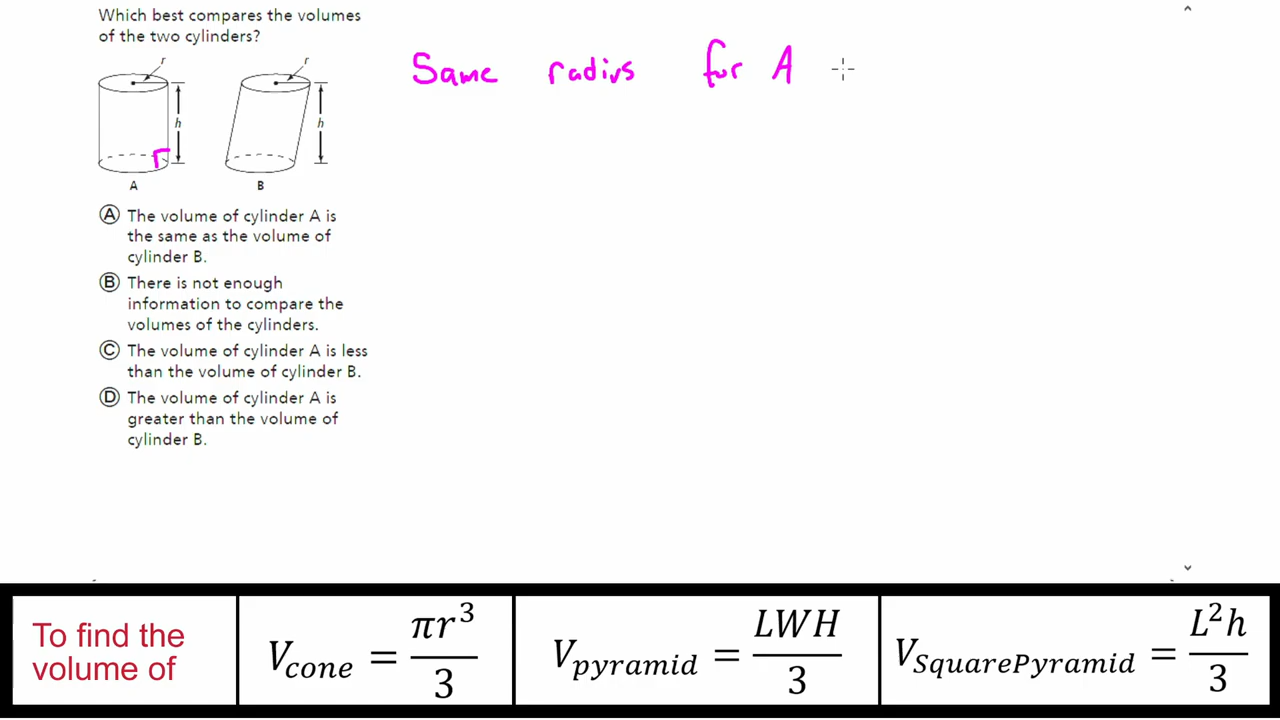 Which best compares the volumes
of the two cylinders?
Same radius for A
r
r
h
h
A
B
A The volume of cylinder A is
the same as the volume of
cylinder B.
B There is not enough
information to compare the
volumes of the cylinders.
C The volume of cylinder A is less
than the volume of cylinder B.
D The volume of cylinder A is
greater than the volume of
cylinder B.
To find the
volume of
V_cone = πr³/3
V_pyramid = LWH/3
V_SquarePyramid = L²h/3